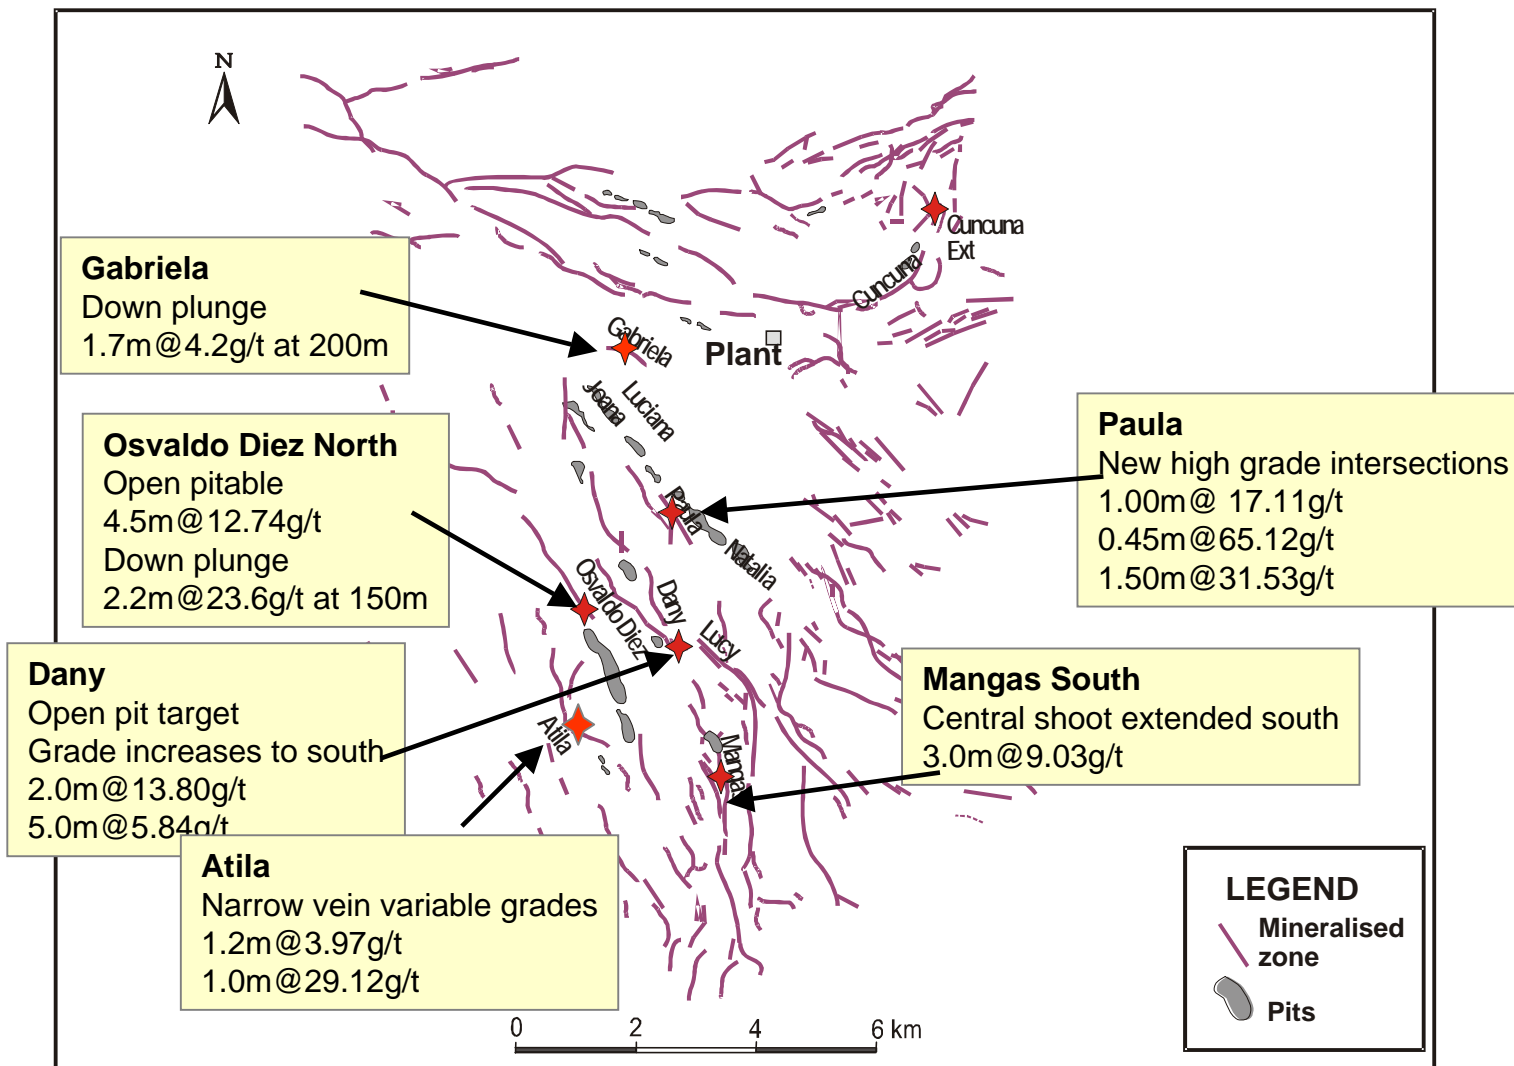 N
Cuncuna
Ext
Cuncuna
Gabriela
Down plunge
1.7m@4.2g/t at 200m
Gabriela
Plant
Joana
Luciana
Osvaldo Diez North
Open pitable
4.5m@12.74g/t
Down plunge
2.2m@23.6g/t at 150m
Paula
New high grade intersections
1.00m@ 17.11g/t
0.45m@65.12g/t
1.50m@31.53g/t
Paula
Natalia
Osvaldo Diez
Dany
Lucy
Dany
Open pit target
Grade increases to south
2.0m@13.80g/t
5.0m@5.84g/t
Mangas South
Central shoot extended south
3.0m@9.03g/t
Atila
Mangas
Atila
Narrow vein variable grades
1.2m@3.97g/t
1.0m@29.12g/t
LEGEND
Mineralised
zone
Pits
0 2 4 6 km